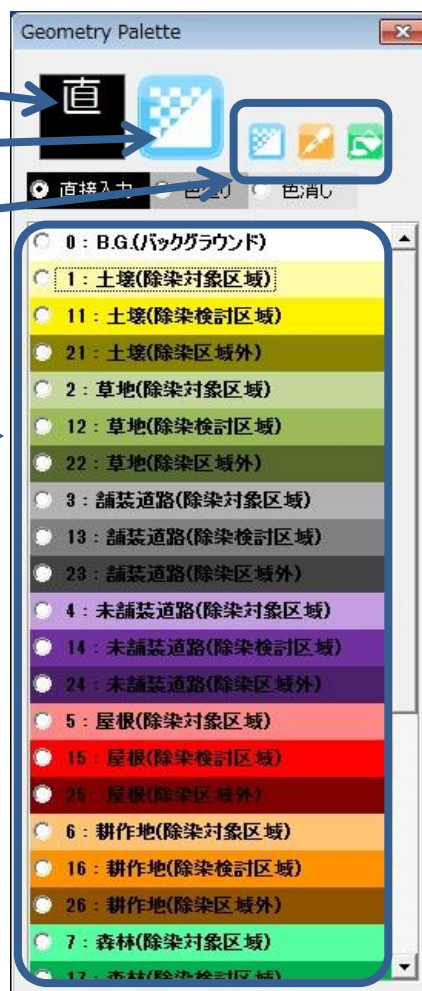 Geometry Palette
直
直接入力 色塗り 色消し
0 : B.G.(バックグラウンド)
1 : 土壌(除染対象区域)
11 : 土壌(除染検討区域)
21 : 土壌(除染区域外)
2 : 草地(除染対象区域)
12 : 草地(除染検討区域)
22 : 草地(除染区域外)
3 : 舗装道路(除染対象区域)
13 : 舗装道路(除染検討区域)
23 : 舗装道路(除染区域外)
4 : 未舗装道路(除染対象区域)
14 : 未舗装道路(除染検討区域)
24 : 未舗装道路(除染区域外)
5 : 屋根(除染対象区域)
15 : 屋根(除染検討区域)
25 : 屋根(除染区域外)
6 : 耕作地(除染対象区域)
16 : 耕作地(除染検討区域)
26 : 耕作地(除染区域外)
7 : 森林(除染対象区域)
17 : 森林(除染検討区域)